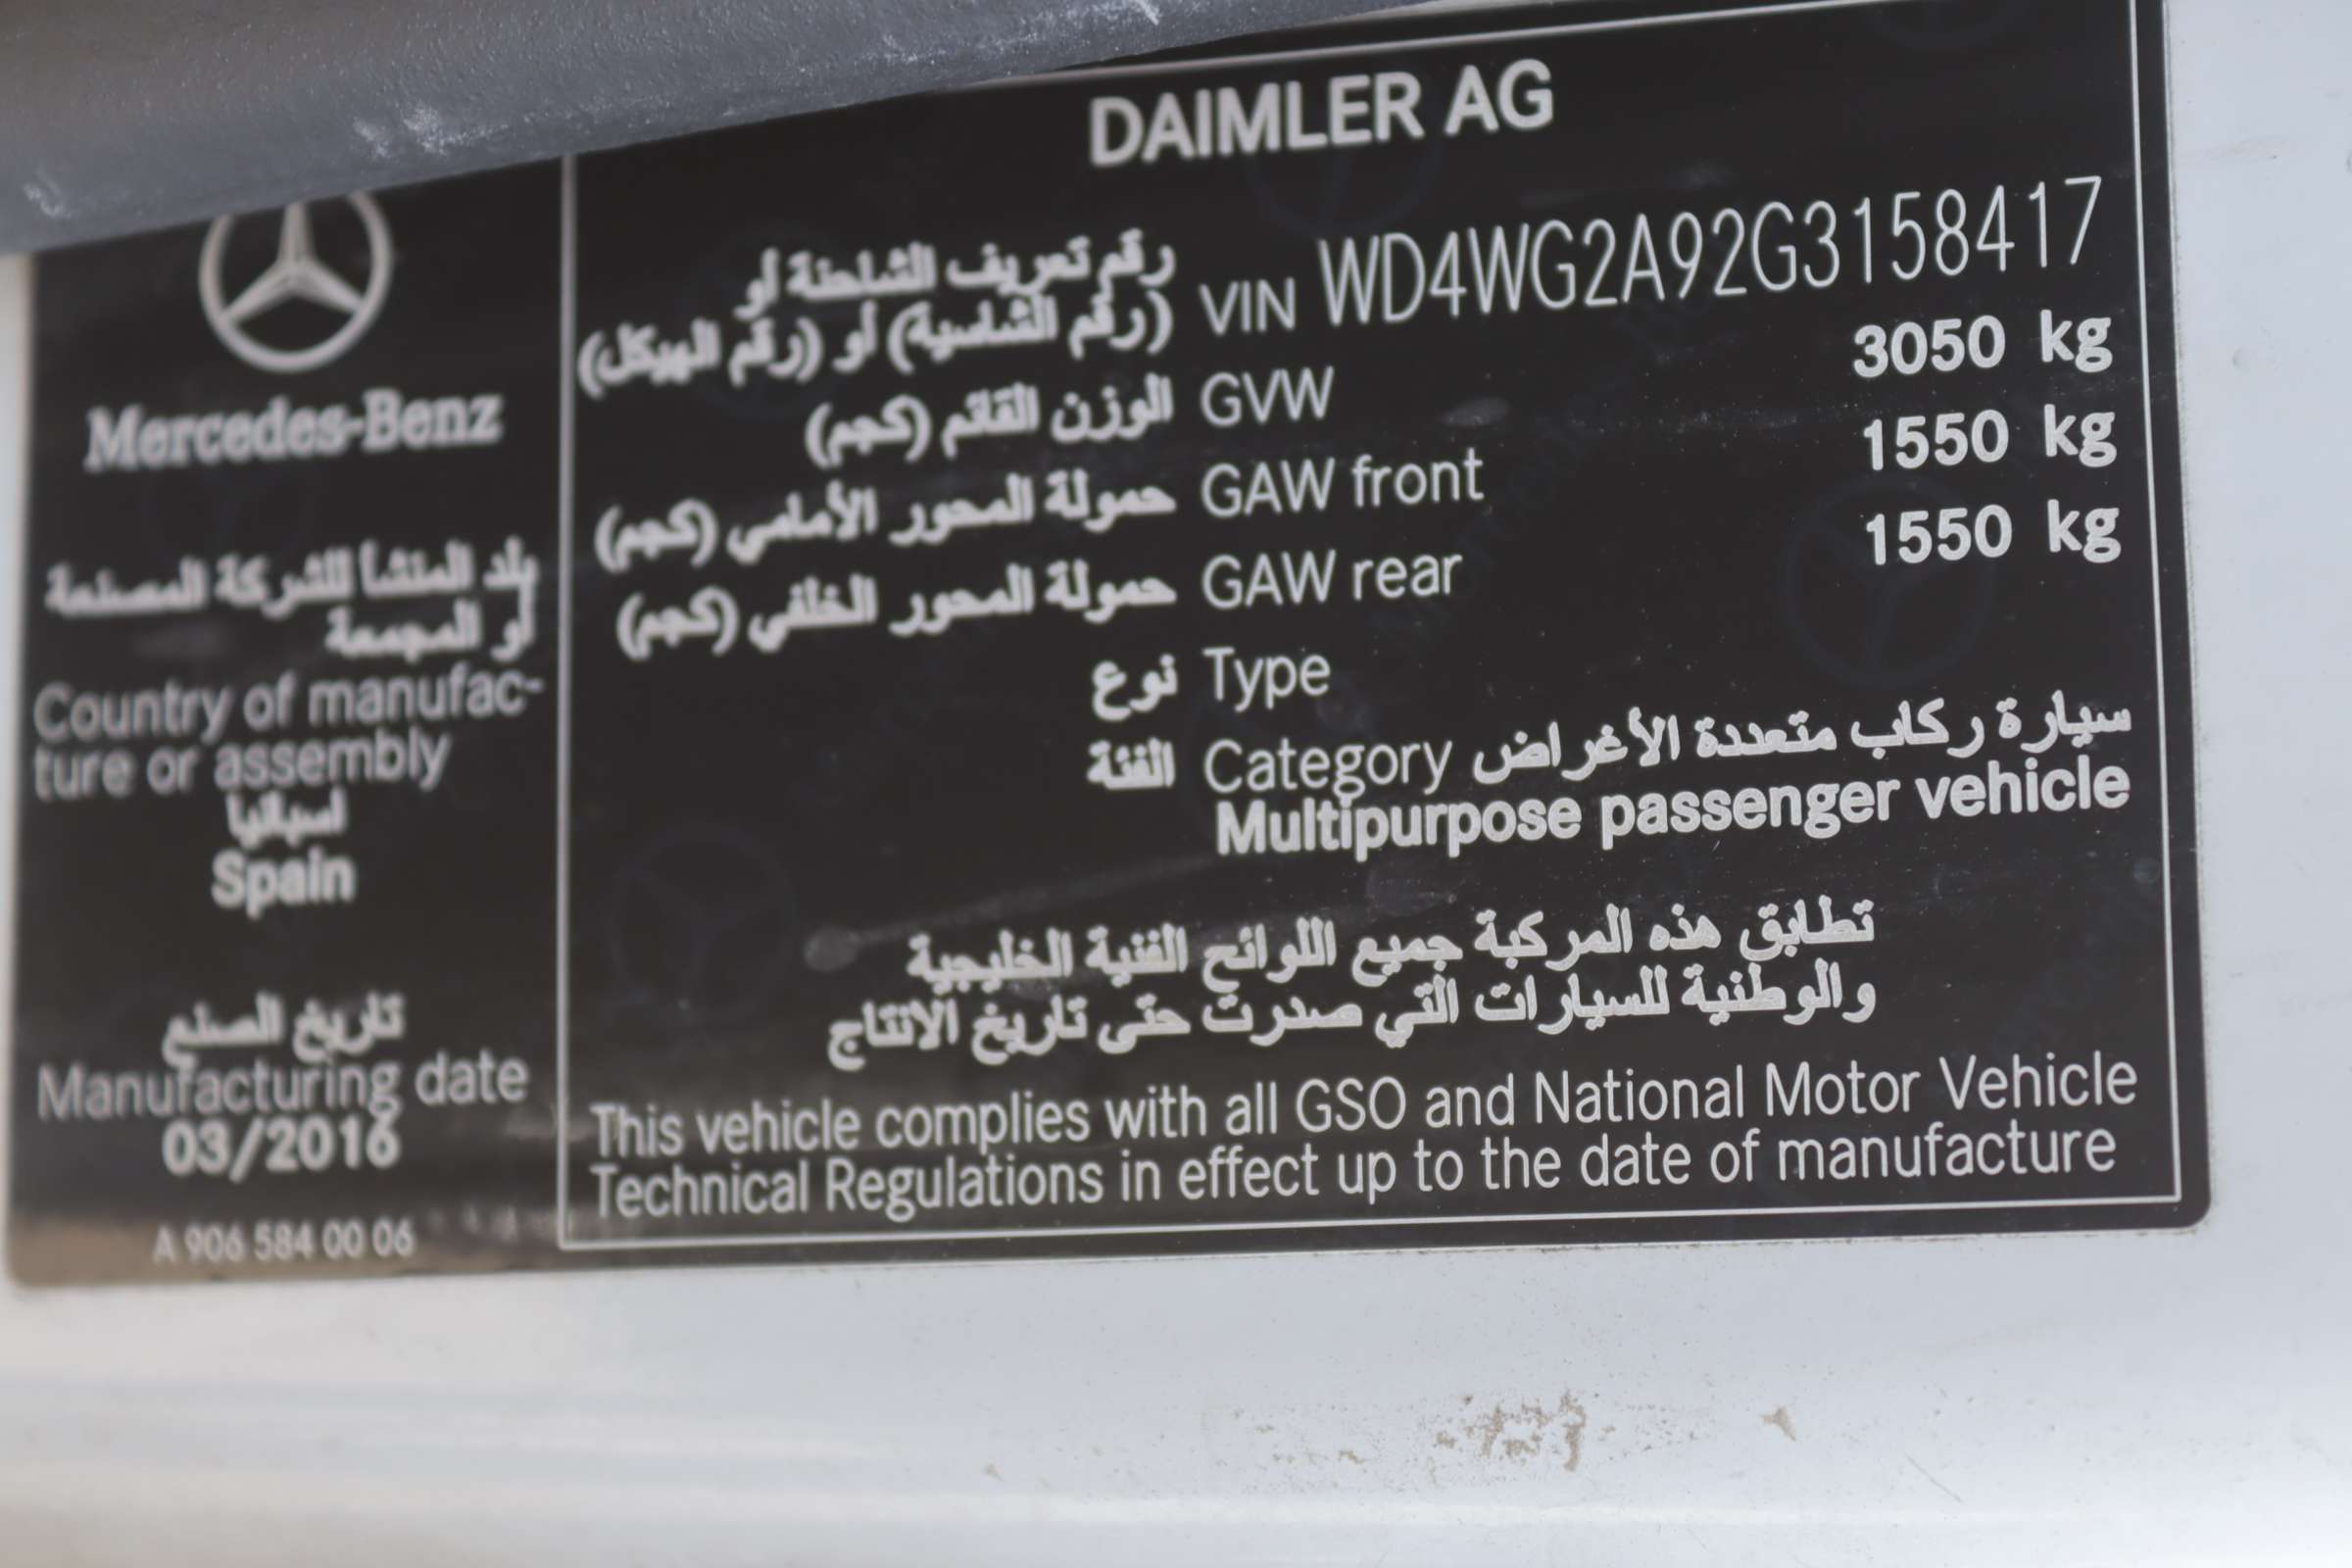 DAIMLER AG
Mercedes-Benz
بلد المنشأ للشركة المصنعة
أو المجمعة
Country of manufac-
ture or assembly
اسبانيا
Spain
تاريخ الصنع
Manufacturing date
03/2016
A 906 584 00 06
رقم تعريف الشاحنة أو
(رقم الشاسية) أو (رقم الهيكل) VIN WD4WG2A92G3158417
الوزن القائم (كجم) GVW 3050 kg
حمولة المحور الأمامي (كجم) GAW front 1550 kg
حمولة المحور الخلفي (كجم) GAW rear 1550 kg
نوع Type
الفئة Category سيارة ركاب متعددة الأغراض
Multipurpose passenger vehicle
تطابق هذه المركبة جميع اللوائح الفنية الخليجية
والوطنية للسيارات التي صدرت حتى تاريخ الانتاج
This vehicle complies with all GSO and National Motor Vehicle
Technical Regulations in effect up to the date of manufacture